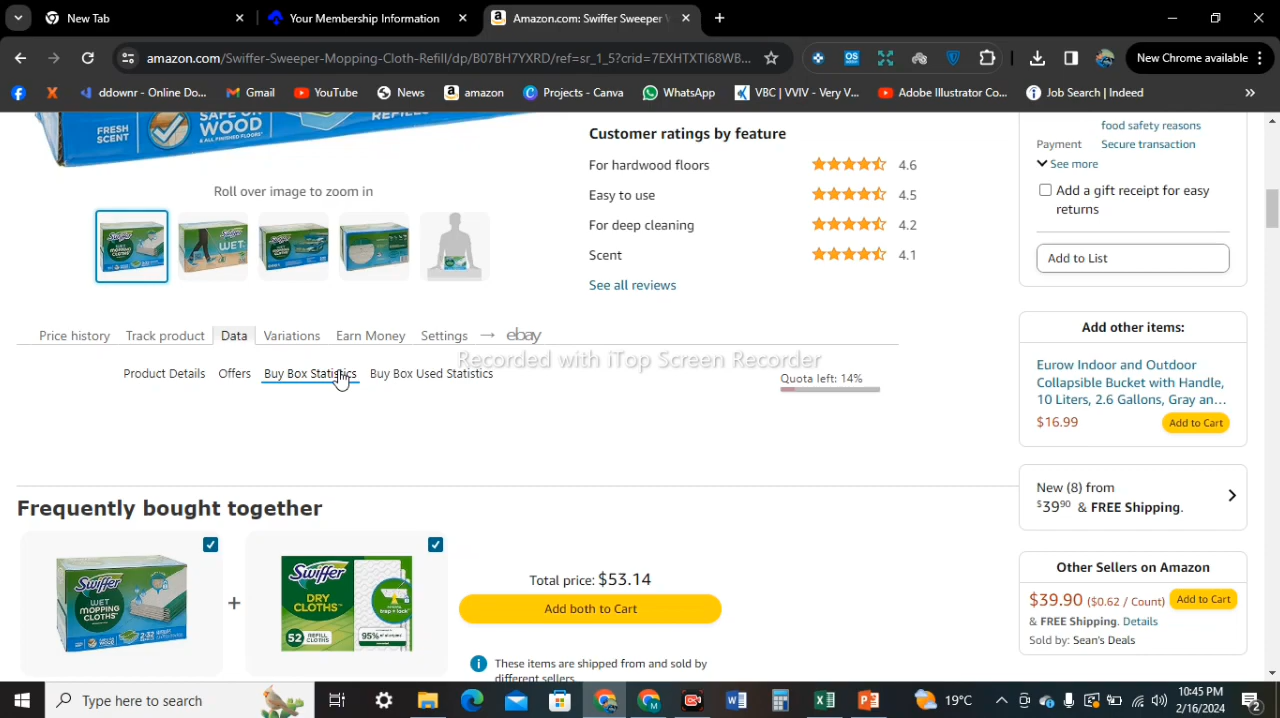 New Tab
Your Membership Information
Amazon.com: Swiffer Sweeper W
amazon.com/Swiffer-Sweeper-Mopping-Cloth-Refill/dp/B07BH7YXRD/ref=sr_1_5?crid=7EXHTXTI68WB...
New Chrome available
ddownr - Online Do...
Gmail
YouTube
News
amazon
Projects - Canva
WhatsApp
VBC | VVIV - Very V...
Adobe Illustrator Co...
Job Search | Indeed
FRESH
SCENT
SAFE ON
WOOD
& ALL FINISHED FLOORS
REFILLS
Roll over image to zoom in
Customer ratings by feature
For hardwood floors 4.6
Easy to use 4.5
For deep cleaning 4.2
Scent 4.1
See all reviews
food safety reasons
Payment Secure transaction
See more
Add a gift receipt for easy
returns
Add to List
Price history Track product Data Variations Earn Money Settings → ebay
Recorded with iTop Screen Recorder
Product Details Offers Buy Box Statistics Buy Box Used Statistics
Quota left: 14%
Add other items:
Eurow Indoor and Outdoor
Collapsible Bucket with Handle,
10 Liters, 2.6 Gallons, Gray an...
$16.99 Add to Cart
New (8) from
$3990 & FREE Shipping.
Other Sellers on Amazon
$39.90 ($0.62 / Count) Add to Cart
& FREE Shipping. Details
Sold by: Sean's Deals
Frequently bought together
Swiffer
WET
MOPPING
CLOTHS
+
Swiffer
DRY
CLOTHS
52 REFILL CLOTHS
95%
Total price: $53.14
Add both to Cart
These items are shipped from and sold by
different sellers.
Type here to search
19°C
10:45 PM
2/16/2024
2